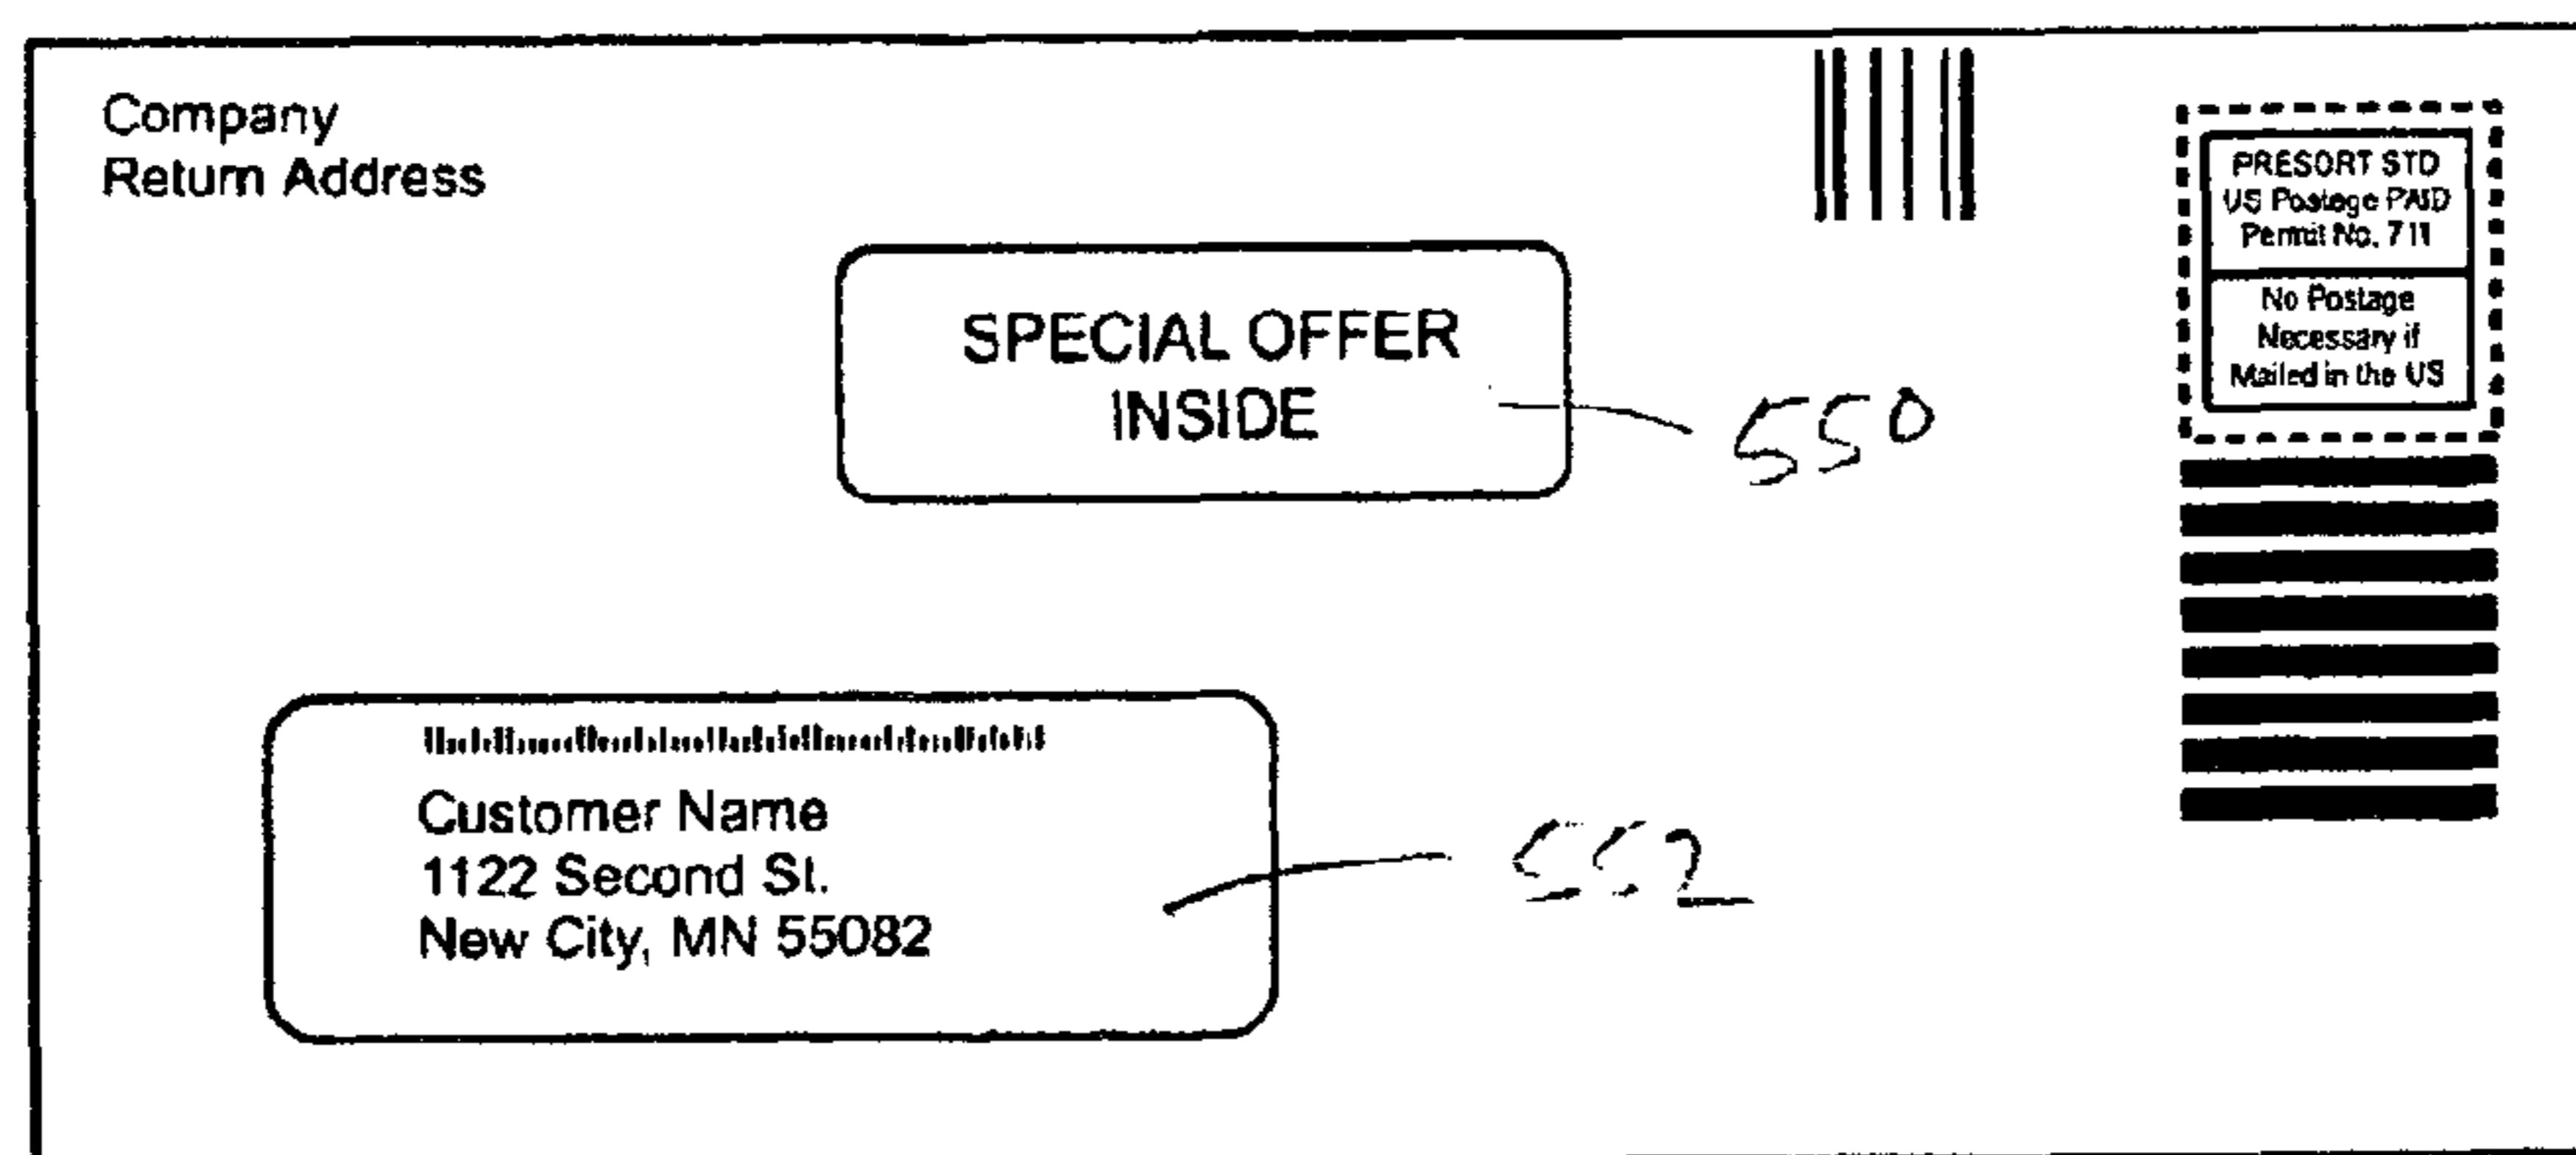 Company
Return Address
PRESORT STD
US Postage PAID
Permit No. 711
No Postage
Necessary if
Mailed in the US
SPECIAL OFFER
INSIDE
550
Customer Name
1122 Second St.
New City, MN 55082
552